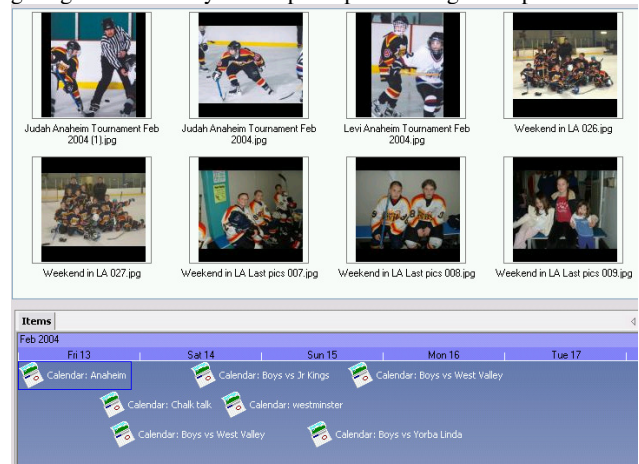 Judah Anaheim Tournament Feb
2004 (1).jpg
Judah Anaheim Tournament Feb
2004.jpg
Levi Anaheim Tournament Feb
2004.jpg
Weekend in LA 026.jpg
Weekend in LA 027.jpg
Weekend in LA Last pics 007.jpg
Weekend in LA Last pics 008.jpg
Weekend in LA Last pics 009.jpg
Items
Feb 2004
Fri 13
Sat 14
Sun 15
Mon 16
Tue 17
Calendar: Anaheim
Calendar: Boys vs Jr Kings
Calendar: Boys vs West Valley
Calendar: Chalk talk
Calendar: westminster
Calendar: Boys vs West Valley
Calendar: Boys vs Yorba Linda